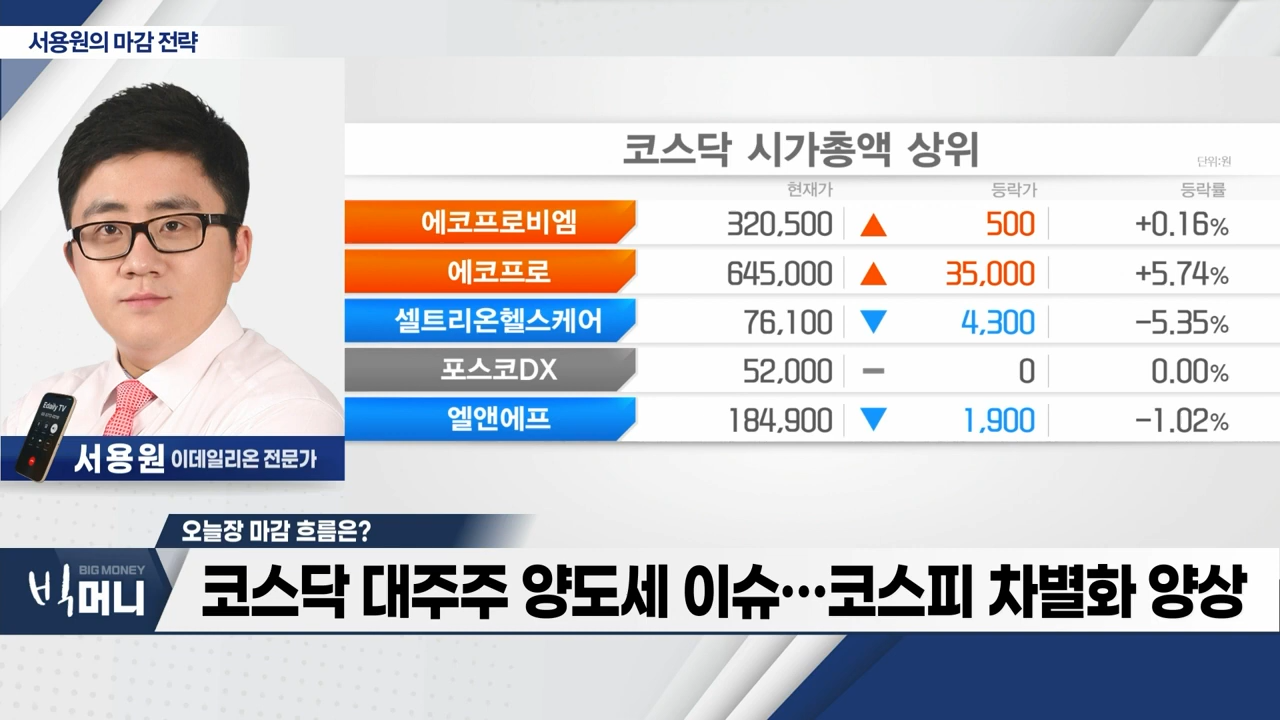 서용원의 마감 전략
코스닥 시가총액 상위
단위:원
현재가 등락가 등락률
에코프로비엠 320,500 ▲ 500 +0.16%
에코프로 645,000 ▲ 35,000 +5.74%
셀트리온헬스케어 76,100 ▼ 4,300 -5.35%
포스코DX 52,000 - 0 0.00%
엘앤에프 184,900 ▼ 1,900 -1.02%
Edaily TV
서용원 이데일리온 전문가
오늘장 마감 흐름은?
BIG MONEY
빅머니
코스닥 대주주 양도세 이슈…코스피 차별화 양상